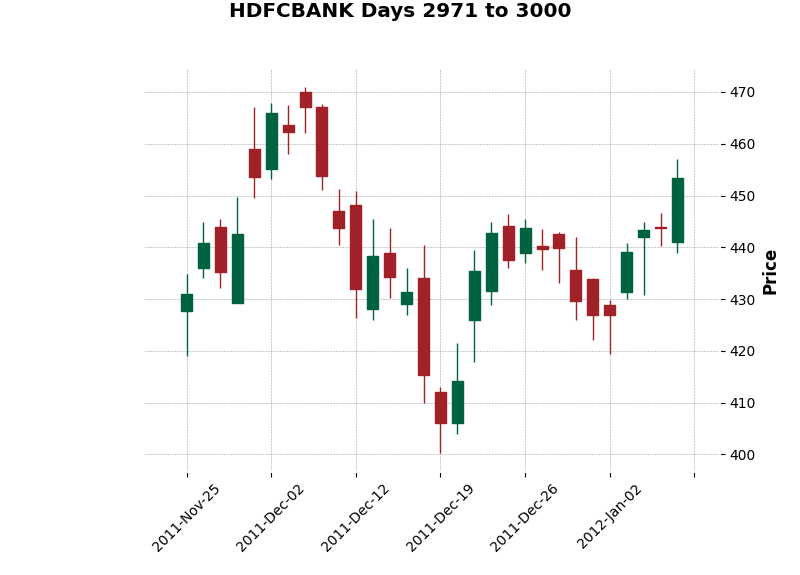 HDFCBANK Days 2971 to 3000
470
460
450
440
430
420
410
400
Price
2011-Nov-25
2011-Dec-02
2011-Dec-12
2011-Dec-19
2011-Dec-26
2012-Jan-02